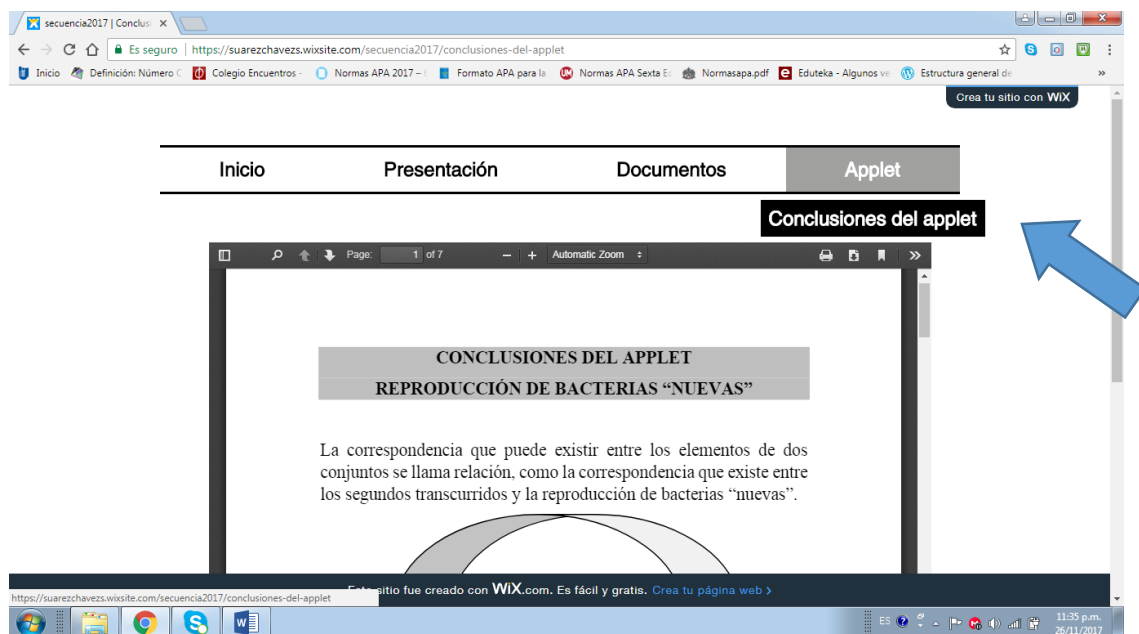 secuencia2017 | Conclus
Es seguro | https://suarezchavezs.wixsite.com/secuencia2017/conclusiones-del-applet
Inicio Definición: Número C Colegio Encuentros - Normas APA 2017 – Formato APA para la Normas APA Sexta E Normasapa.pdf Eduteka - Algunos ve Estructura general de »
Crea tu sitio con WiX
Inicio Presentación Documentos Applet
Conclusiones del applet
Page: 1 of 7 Automatic Zoom
CONCLUSIONES DEL APPLET
REPRODUCCIÓN DE BACTERIAS “NUEVAS”
La correspondencia que puede existir entre los elementos de dos
conjuntos se llama relación, como la correspondencia que existe entre
los segundos transcurridos y la reproducción de bacterias “nuevas”.
sitio fue creado con WiX.com. Es fácil y gratis. Crea tu página web >
https://suarezchavezs.wixsite.com/secuencia2017/conclusiones-del-applet
ES 11:35 p.m.
26/11/2017